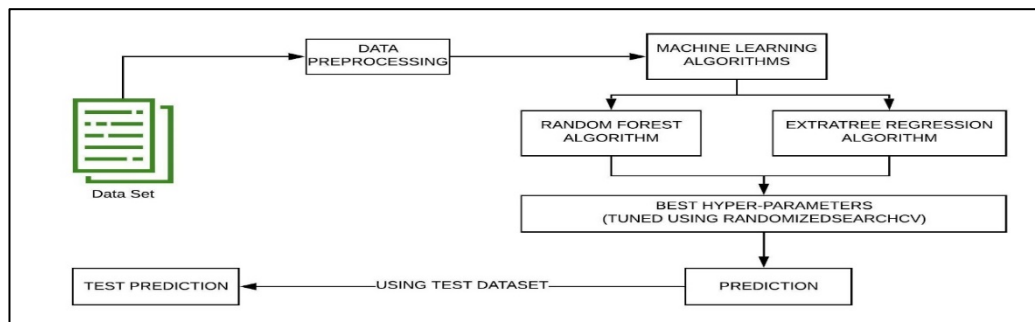 DATA
PREPROCESSING
MACHINE LEARNING
ALGORITHMS
RANDOM FOREST
ALGORITHM
EXTRATREE REGRESSION
ALGORITHM
Data Set
BEST HYPER-PARAMETERS
(TUNED USING RANDOMIZEDSEARCHCV)
TEST PREDICTION
USING TEST DATASET
PREDICTION